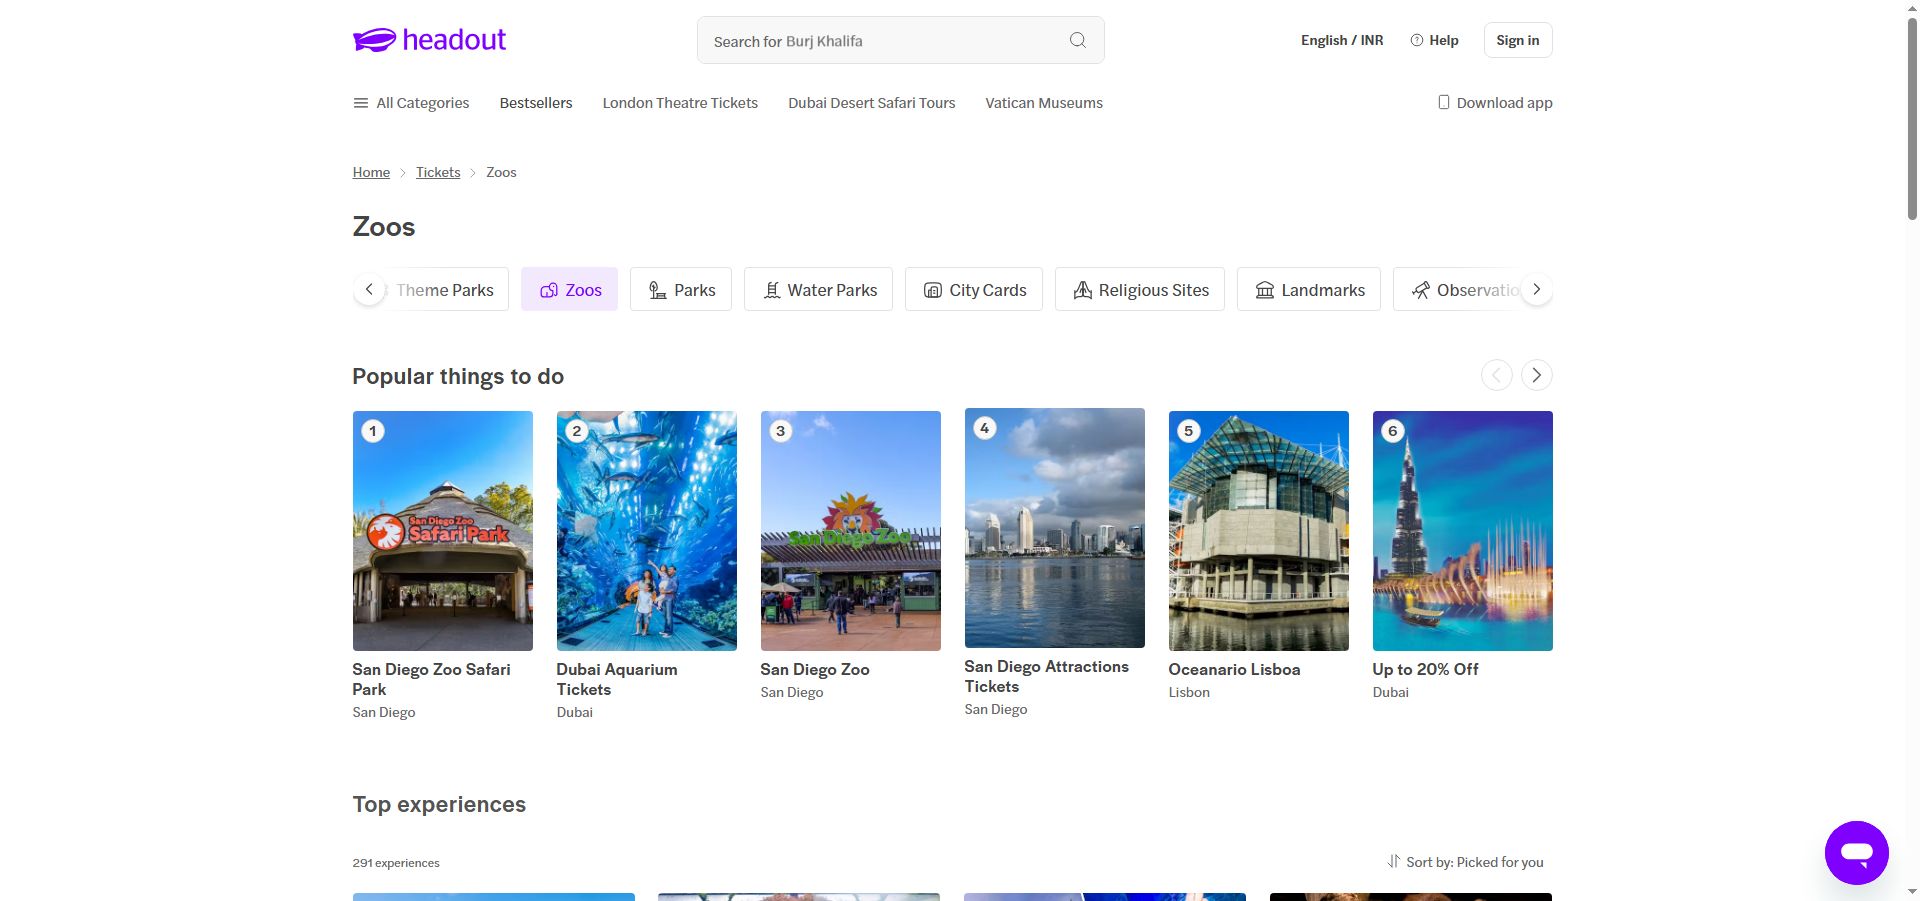 headout
Search for Burj Khalifa
English / INR
Help
Sign in
All Categories
Bestsellers
London Theatre Tickets
Dubai Desert Safari Tours
Vatican Museums
Download app
Home
Tickets
Zoos
Zoos
Theme Parks
Zoos
Parks
Water Parks
City Cards
Religious Sites
Landmarks
Observatio
Popular things to do
1
2
3
4
5
6
San Diego Zoo
Safari Park
San Diego Zoo
San Diego Zoo Safari
Park
San Diego
Dubai Aquarium
Tickets
Dubai
San Diego Zoo
San Diego
San Diego Attractions
Tickets
San Diego
Oceanario Lisboa
Lisbon
Up to 20% Off
Dubai
Top experiences
291 experiences
Sort by: Picked for you